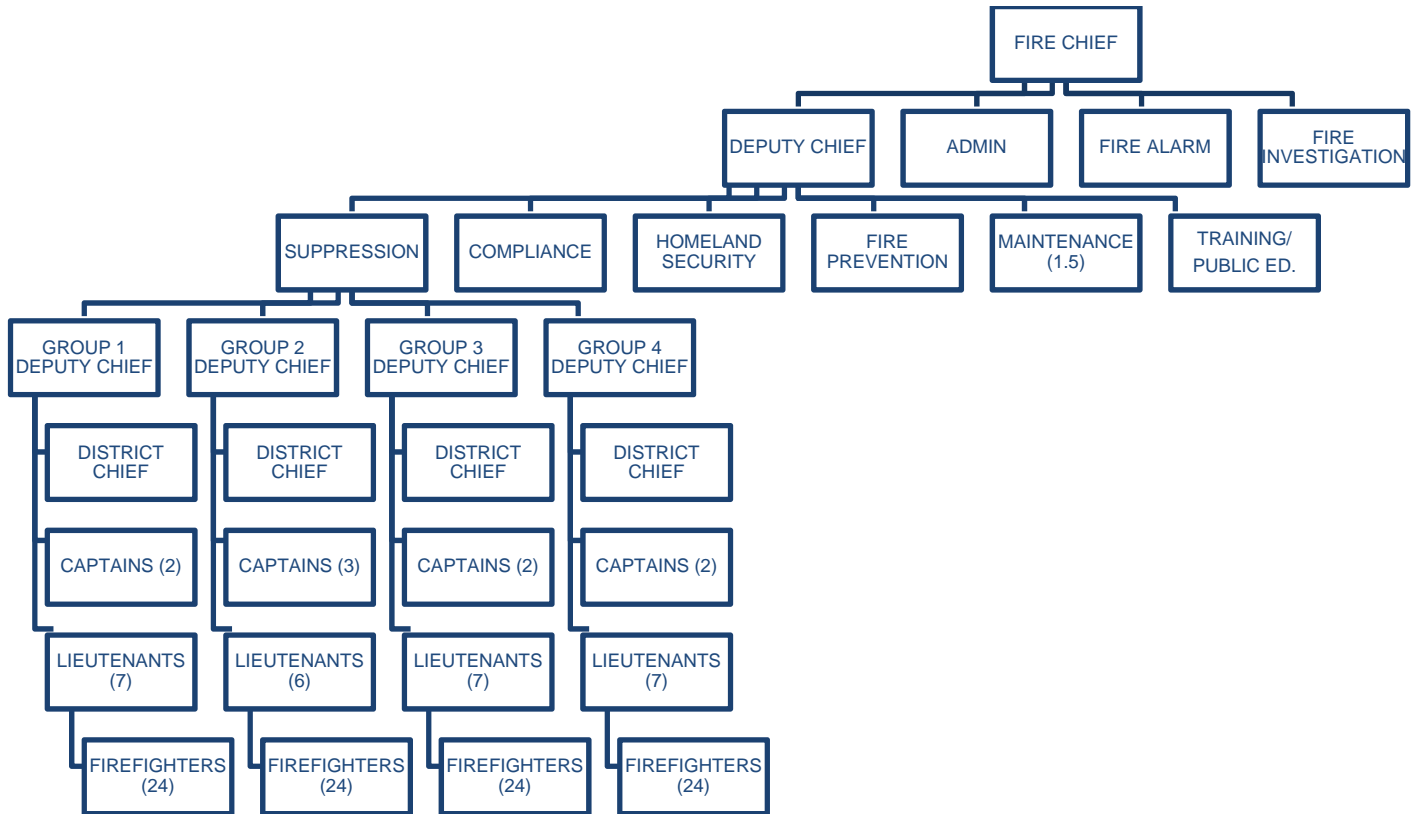 FIRE CHIEF
DEPUTY CHIEF
ADMIN
FIRE ALARM
FIRE
INVESTIGATION
SUPPRESSION
COMPLIANCE
HOMELAND
SECURITY
FIRE
PREVENTION
MAINTENANCE
(1.5)
TRAINING/
PUBLIC ED.
GROUP 1
DEPUTY CHIEF
GROUP 2
DEPUTY CHIEF
GROUP 3
DEPUTY CHIEF
GROUP 4
DEPUTY CHIEF
DISTRICT
CHIEF
DISTRICT
CHIEF
DISTRICT
CHIEF
DISTRICT
CHIEF
CAPTAINS (2)
CAPTAINS (3)
CAPTAINS (2)
CAPTAINS (2)
LIEUTENANTS
(7)
LIEUTENANTS
(6)
LIEUTENANTS
(7)
LIEUTENANTS
(7)
FIREFIGHTERS
(24)
FIREFIGHTERS
(24)
FIREFIGHTERS
(24)
FIREFIGHTERS
(24)